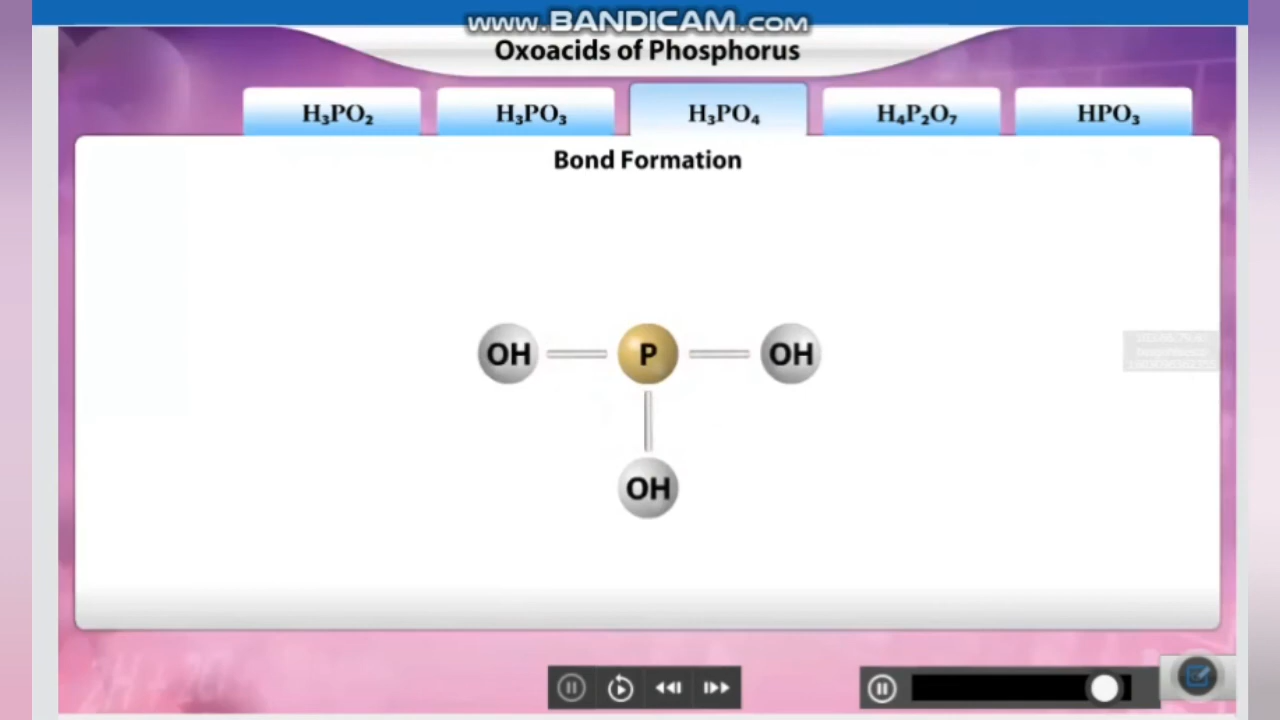 www.BANDICAM.com
Oxoacids of Phosphorus
H₃PO₂ H₃PO₃ H₃PO₄ H₄P₂O₇ HPO₃
Bond Formation
OH P OH
OH